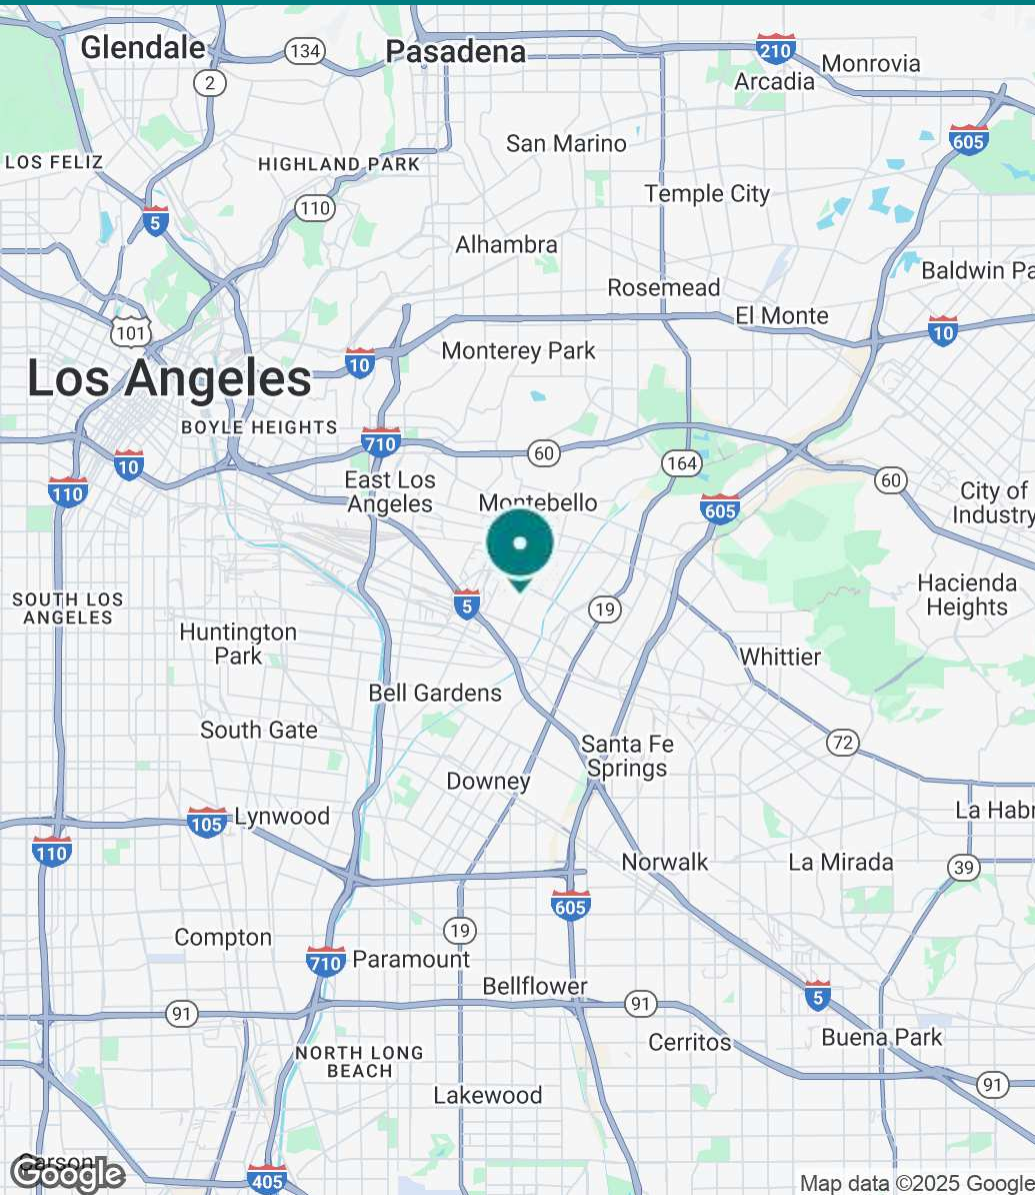 Glendale
134
Pasadena
210
Monrovia
Arcadia
2
605
San Marino
LOS FELIZ
HIGHLAND PARK
Temple City
110
5
Alhambra
Baldwin Pa
Rosemead
El Monte
101
10
Monterey Park
10
Los Angeles
BOYLE HEIGHTS
710
60
10
164
60
110
East Los
Angeles
Montebello
605
City of
Industry
5
19
Hacienda
Heights
SOUTH LOS
ANGELES
Huntington
Park
Whittier
Bell Gardens
South Gate
72
Santa Fe
Springs
Downey
105
Lynwood
La Habr
110
Norwalk
La Mirada
39
605
Compton
19
710
Paramount
Bellflower
5
91
91
Cerritos
Buena Park
NORTH LONG
BEACH
91
Lakewood
Carson
Google
405
Map data ©2025 Google